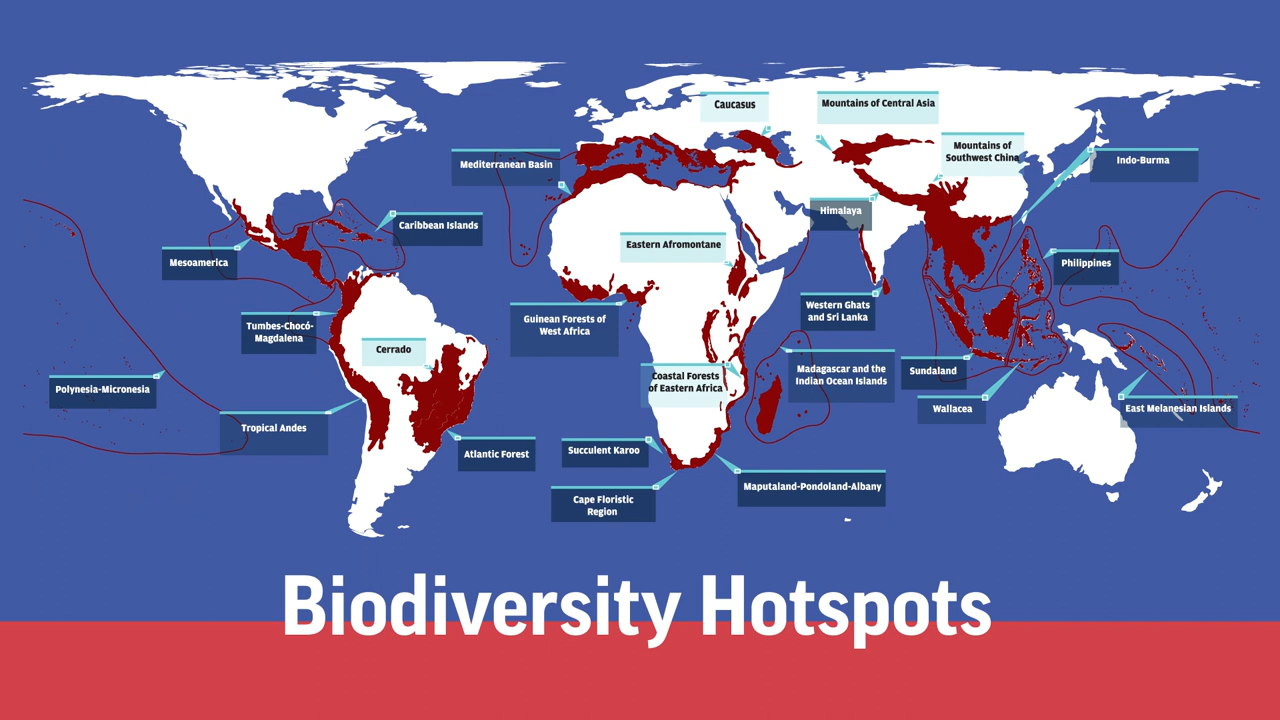 Caucasus
Mountains of Central Asia
Mountains of
Southwest China
Indo-Burma
Mediterranean Basin
Himalaya
Caribbean Islands
Eastern Afromontane
Mesoamerica
Philippines
Western Ghats
and Sri Lanka
Guinean Forests of
West Africa
Tumbes-Chocó-
Magdalena
Cerrado
Coastal Forests
of Eastern Africa
Madagascar and the
Indian Ocean Islands
Sundaland
Polynesia-Micronesia
Wallacea
East Melanesian Islands
Tropical Andes
Atlantic Forest
Succulent Karoo
Maputaland-Pondoland-Albany
Cape Floristic
Region
Biodiversity Hotspots